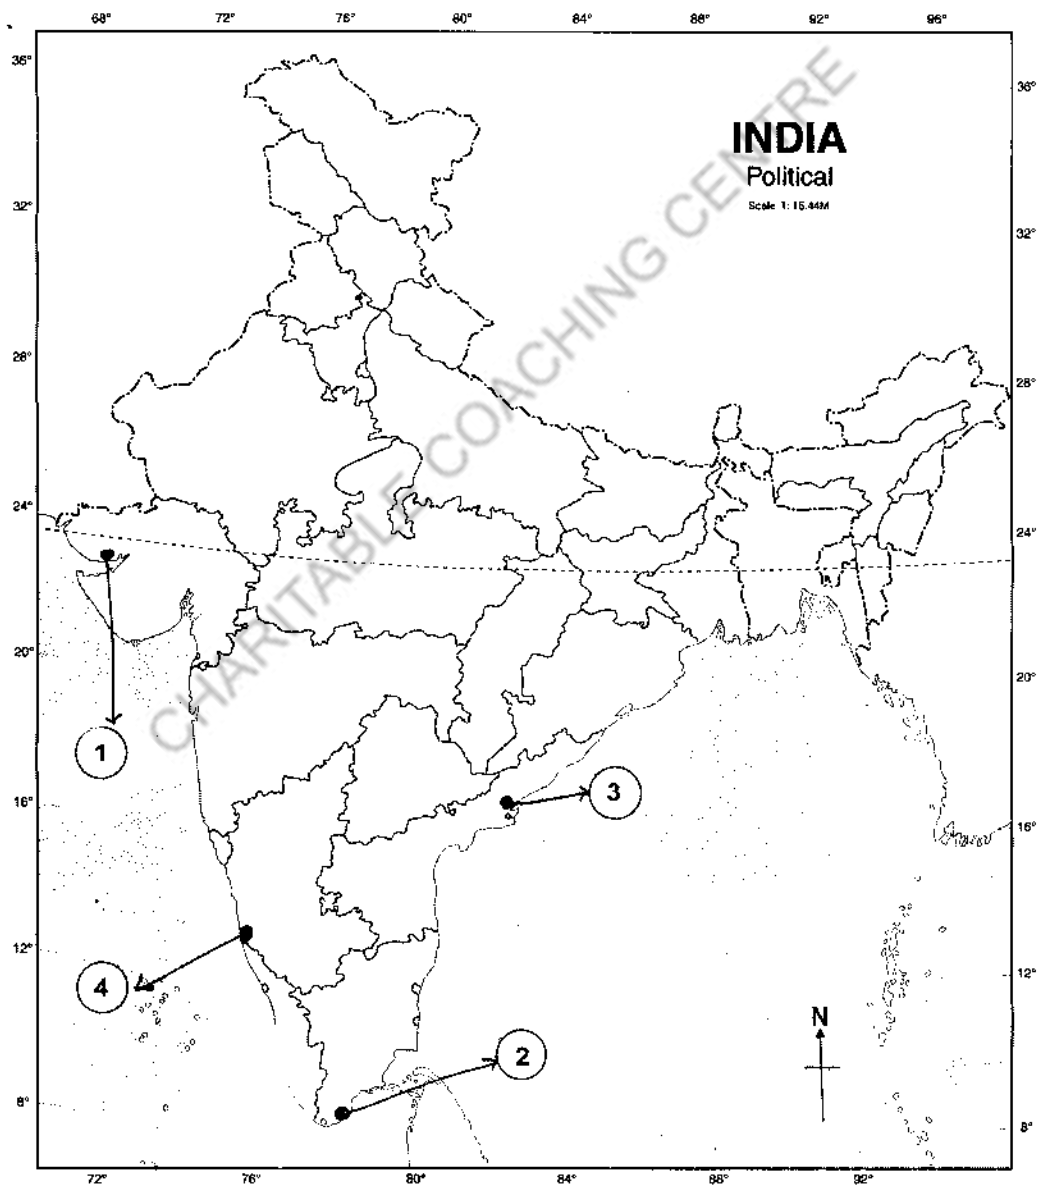 68° 72° 76° 80° 84° 88° 92° 96°
36° 36°
INDIA
Political
Scale 1: 15.44M
32° 32°
28° 28°
24° 24°
20° 20°
1
3
16° 16°
12° 12°
4
N
2
8° 8°
72° 76° 80° 84° 88° 92°
CHARITABLE COACHING CENTRE